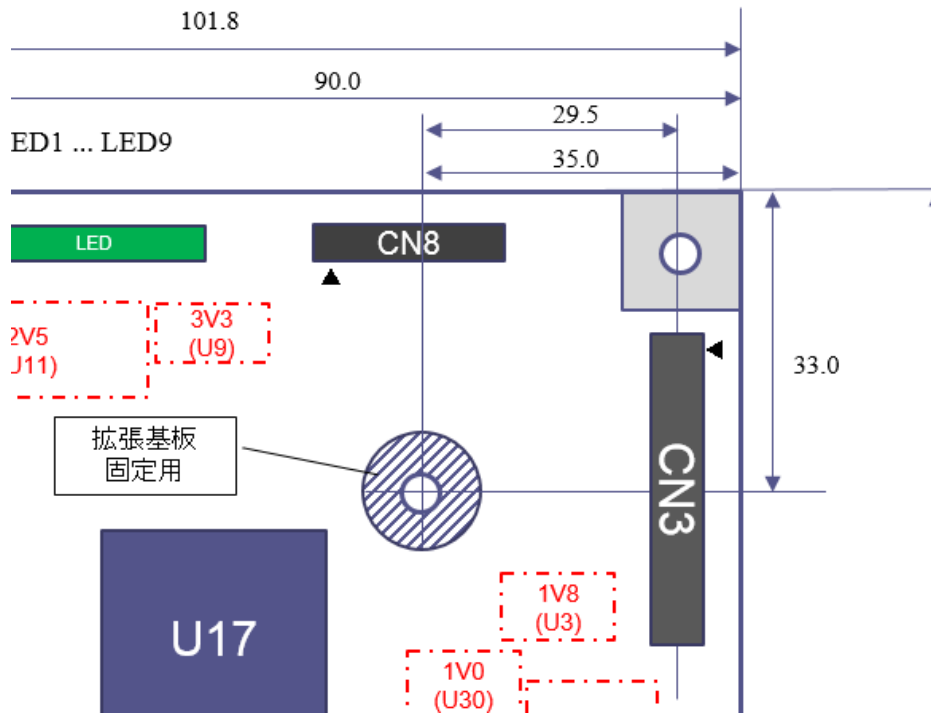 101.8
90.0
29.5
ED1 ... LED9
35.0
LED
CN8
3V3
(U9)
2V5
U11)
33.0
拡張基板
固定用
CN3
1V8
(U3)
U17
1V0
(U30)